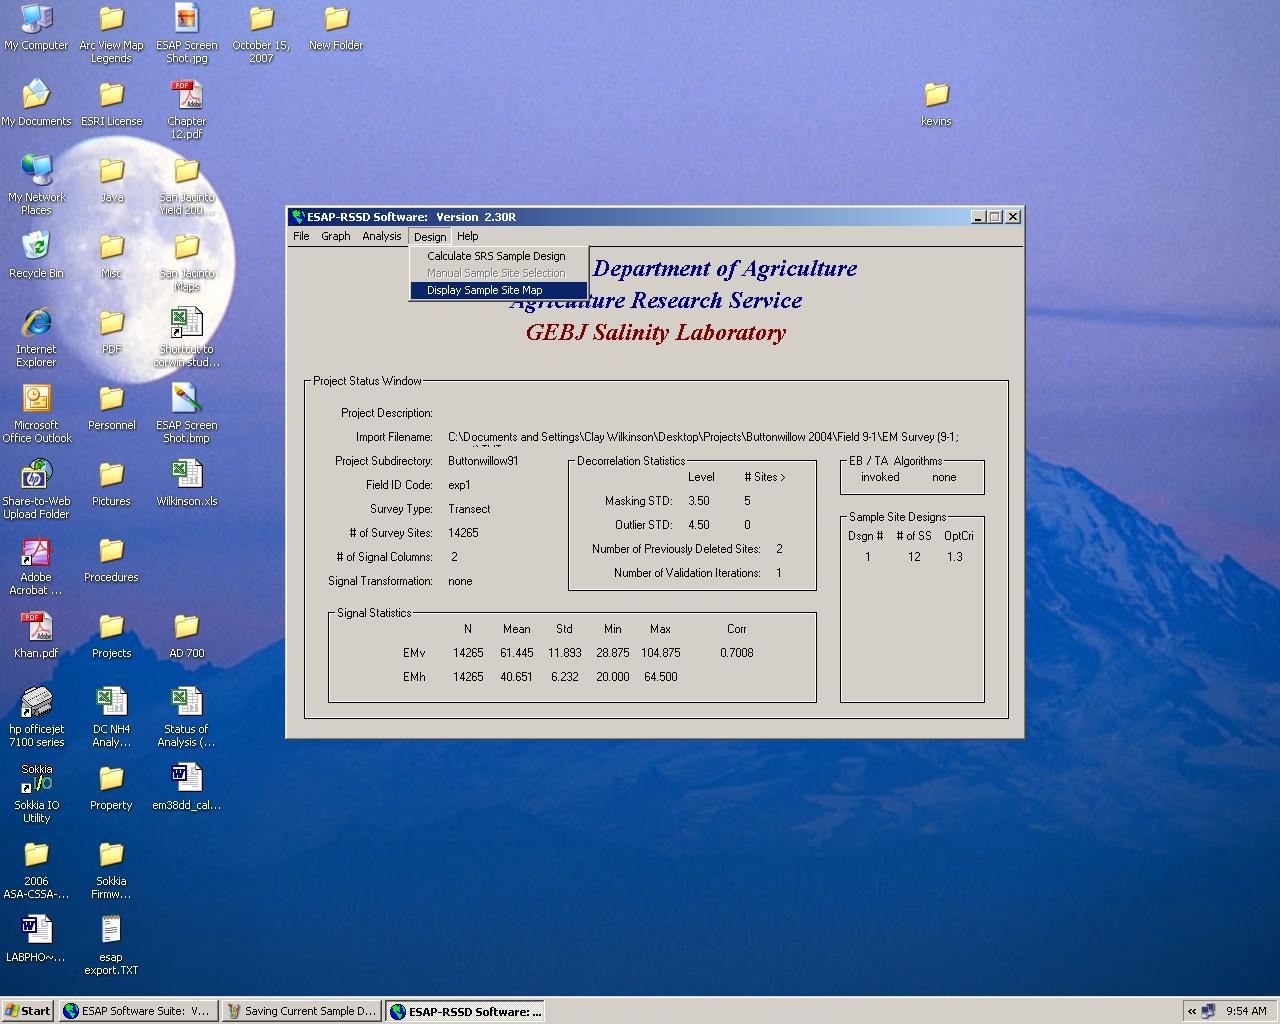 My Computer
Arc View Map
Legends
ESAP Screen
Shot.jpg
October 15,
2007
New Folder
My Documents
ESRI License
Chapter
12.pdf
kevins
My Network
Places
Java
San Jacinto
Yield 200...
Recycle Bin
Misc
San Jacinto
Maps
Internet
Explorer
PDF
Shortcut to
corwin stud...
Microsoft
Office Outlook
Personnel
ESAP Screen
Shot.bmp
Share-to-Web
Upload Folder
Pictures
Wilkinson.xls
Adobe
Acrobat ...
Procedures
Khan.pdf
Projects
AD 700
hp officejet
7100 series
DC NH4
Analy...
Status of
Analysis (...
Sokkia
I/O
Sokkia IO
Utility
Property
em38dd_cal...
2006
ASA-CSSA-...
Sokkia
Firmw...
LABPHO~...
esap
export.TXT
ESAP-RSSD Software: Version 2.30R
File Graph Analysis Design Help
Calculate SRS Sample Design
Manual Sample Site Selection
Display Sample Site Map
Department of Agriculture
Agriculture Research Service
GEBJ Salinity Laboratory
Project Status Window
Project Description:
Import Filename: C:\Documents and Settings\Clay Wilkinson\Desktop\Projects\Buttonwillow 2004\Field 9-1\EM Survey (9-1;
Project Subdirectory: Buttonwillow91
Field ID Code: exp1
Survey Type: Transect
# of Survey Sites: 14265
# of Signal Columns: 2
Signal Transformation: none
Decorrelation Statistics
Level # Sites >
Masking STD: 3.50 5
Outlier STD: 4.50 0
Number of Previously Deleted Sites: 2
Number of Validation Iterations: 1
EB / TA Algorithms
invoked none
Sample Site Designs
Dsgn # # of SS OptCri
1 12 1.3
Signal Statistics
N Mean Std Min Max Corr
EMv 14265 61.445 11.893 28.875 104.875 0.7008
EMh 14265 40.651 6.232 20.000 64.500
Start
ESAP Software Suite: V...
Saving Current Sample D...
ESAP-RSSD Software: ...
9:54 AM